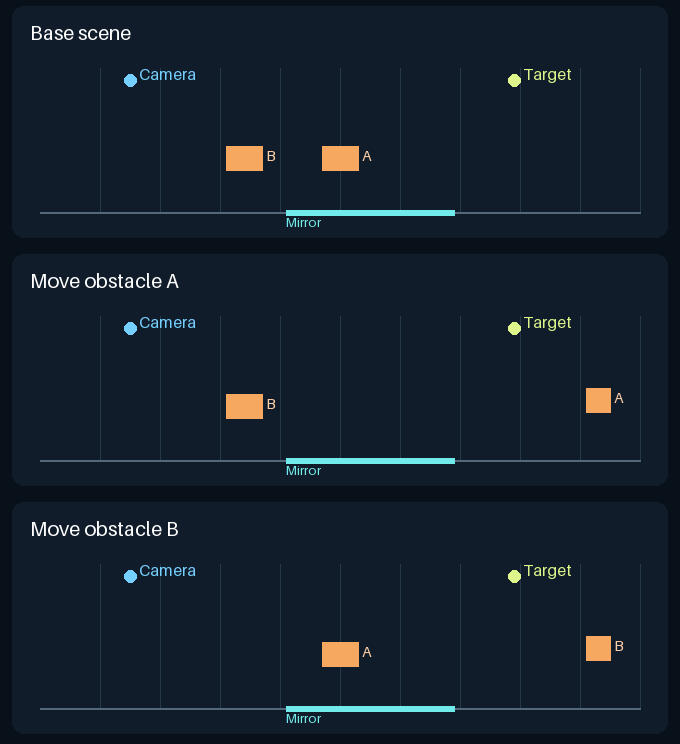 Base scene
Camera
Target
B
A
Mirror
Move obstacle A
Camera
Target
B
A
Mirror
Move obstacle B
Camera
Target
A
B
Mirror